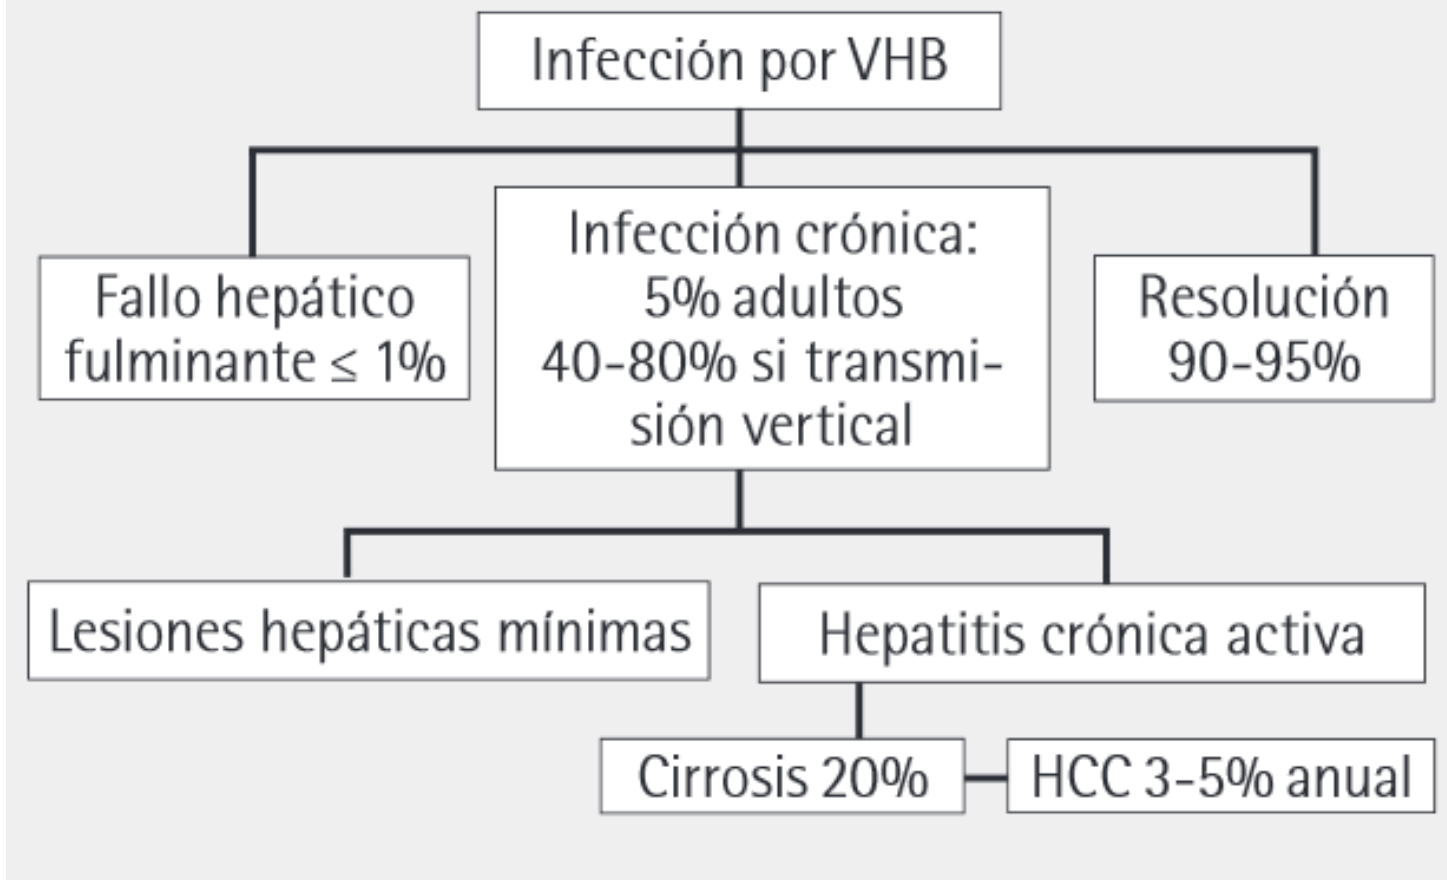 Infección por VHB
Infección crónica:
5% adultos
40-80% si transmi-
sión vertical
Fallo hepático
fulminante ≤ 1%
Resolución
90-95%
Lesiones hepáticas mínimas
Hepatitis crónica activa
Cirrosis 20%
HCC 3-5% anual